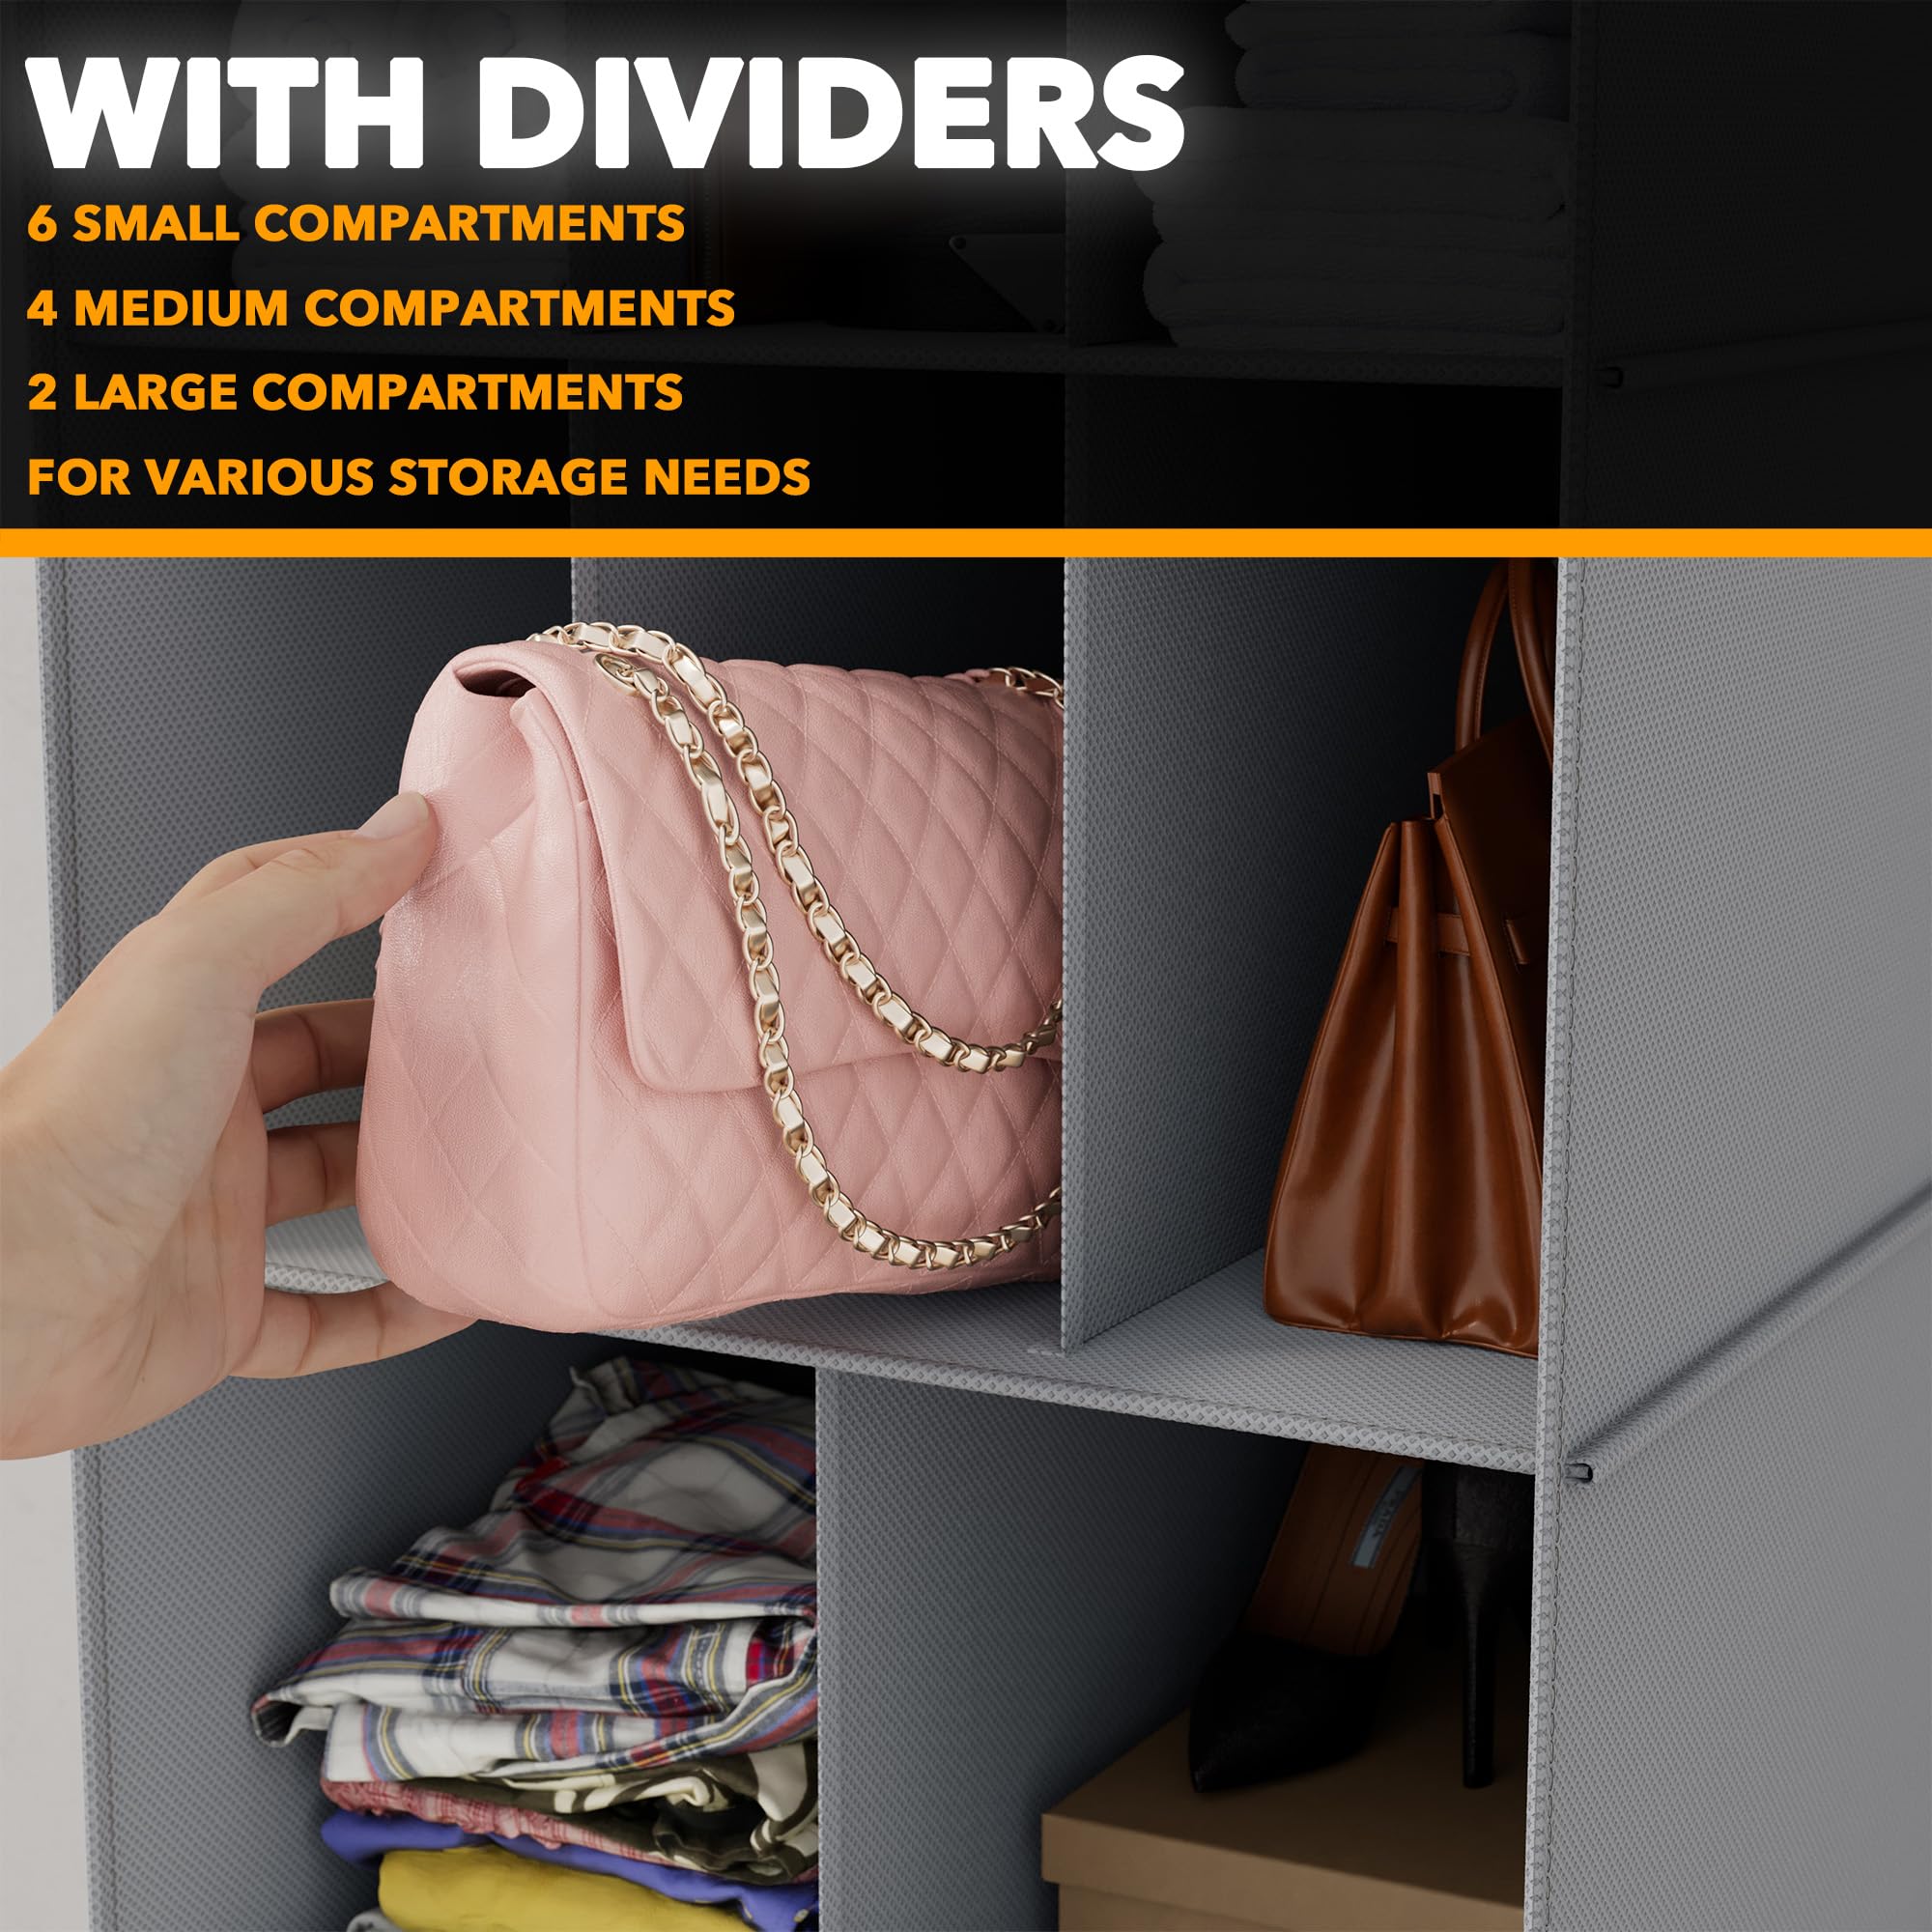 WITH DIVIDERS
6 SMALL COMPARTMENTS
4 MEDIUM COMPARTMENTS
2 LARGE COMPARTMENTS
FOR VARIOUS STORAGE NEEDS